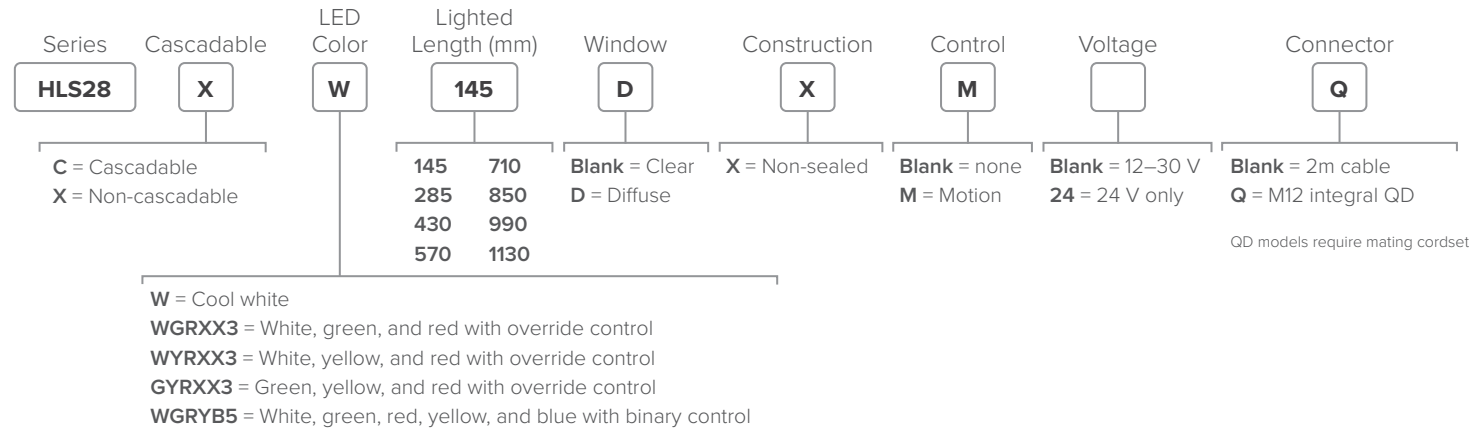 Series
Cascadable
LED
Color
Lighted
Length (mm)
Window
Construction
Control
Voltage
Connector
HLS28
X
W
145
D
X
M
Q
C = Cascadable
X = Non-cascadable
145 710
285 850
430 990
570 1130
Blank = Clear
D = Diffuse
X = Non-sealed
Blank = none
M = Motion
Blank = 12–30 V
24 = 24 V only
Blank = 2m cable
Q = M12 integral QD
QD models require mating cordset
W = Cool white
WGRXX3 = White, green, and red with override control
WYRXX3 = White, yellow, and red with override control
GYRXX3 = Green, yellow, and red with override control
WGRYB5 = White, green, red, yellow, and blue with binary control